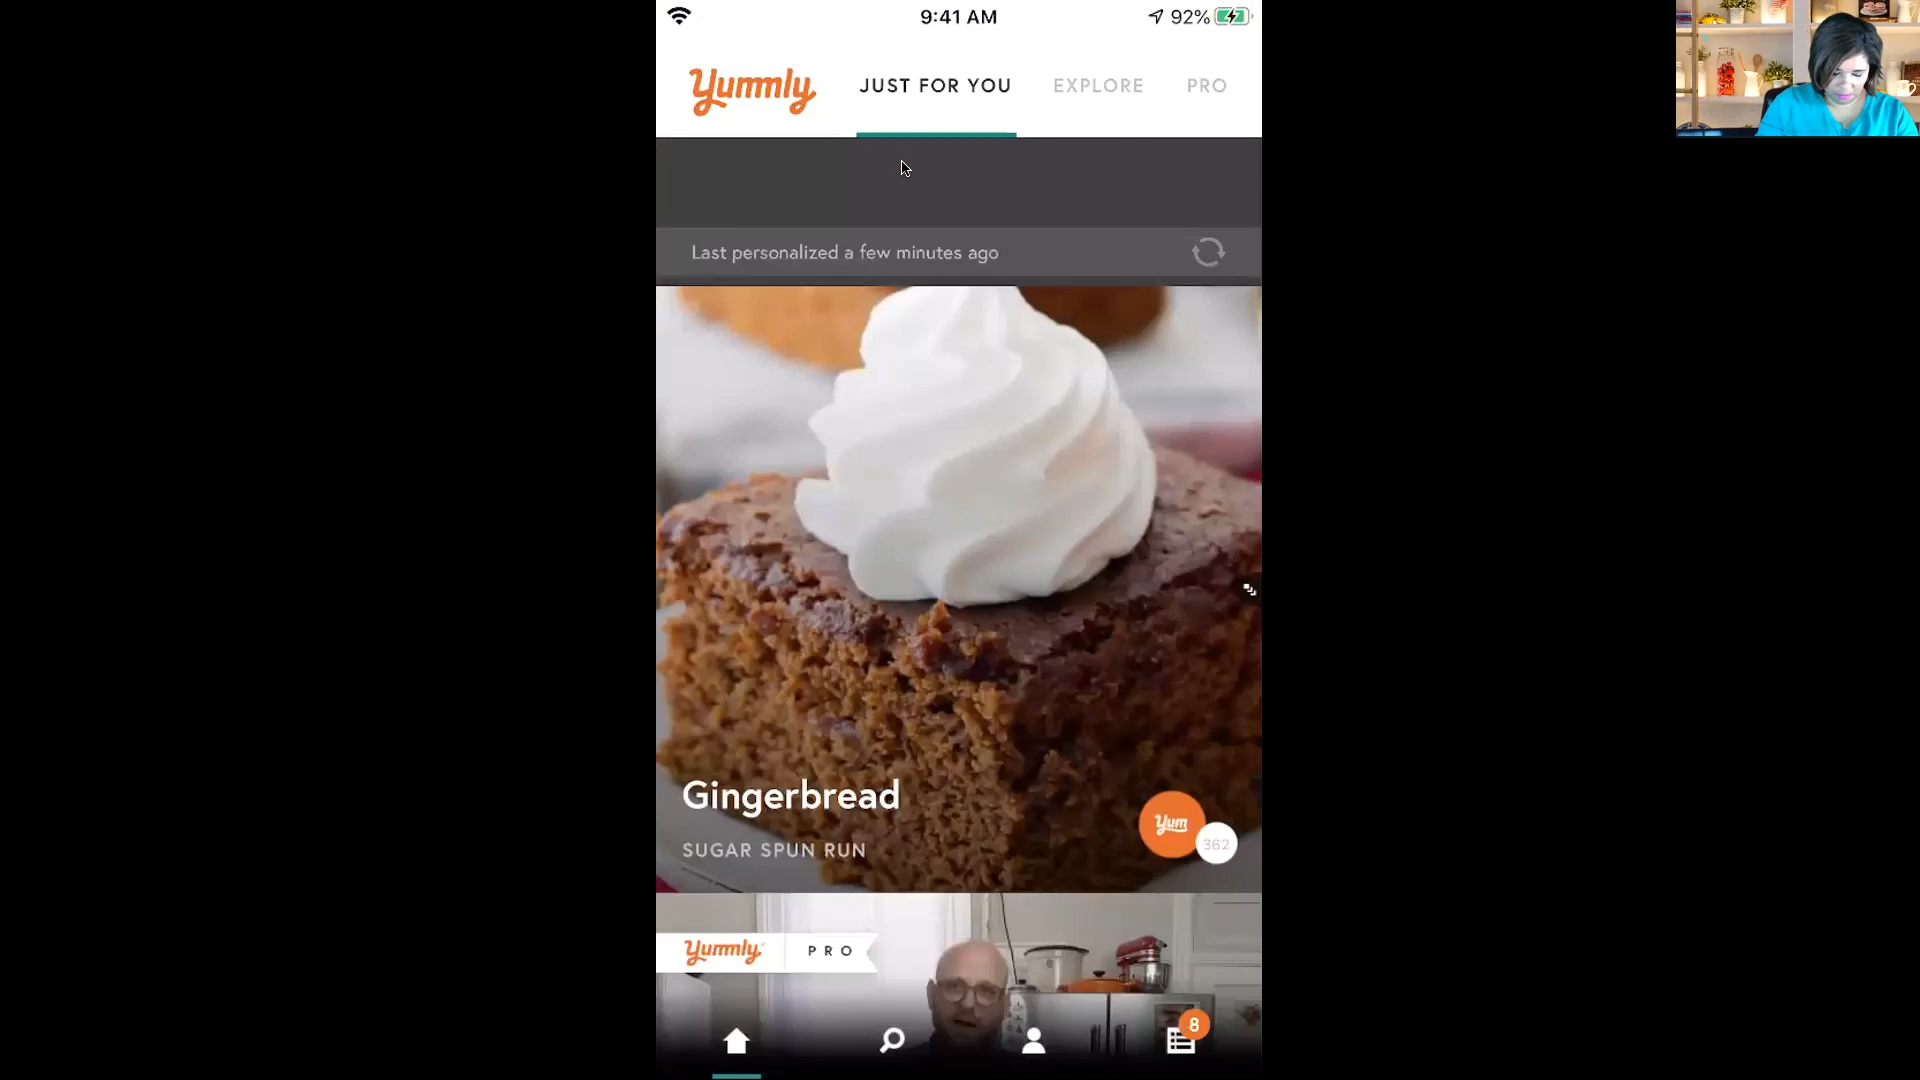 9:41 AM
92%
Yummly
JUST FOR YOU
EXPLORE
PRO
Last personalized a few minutes ago
Gingerbread
SUGAR SPUN RUN
Yum
362
Yummly
PRO
8